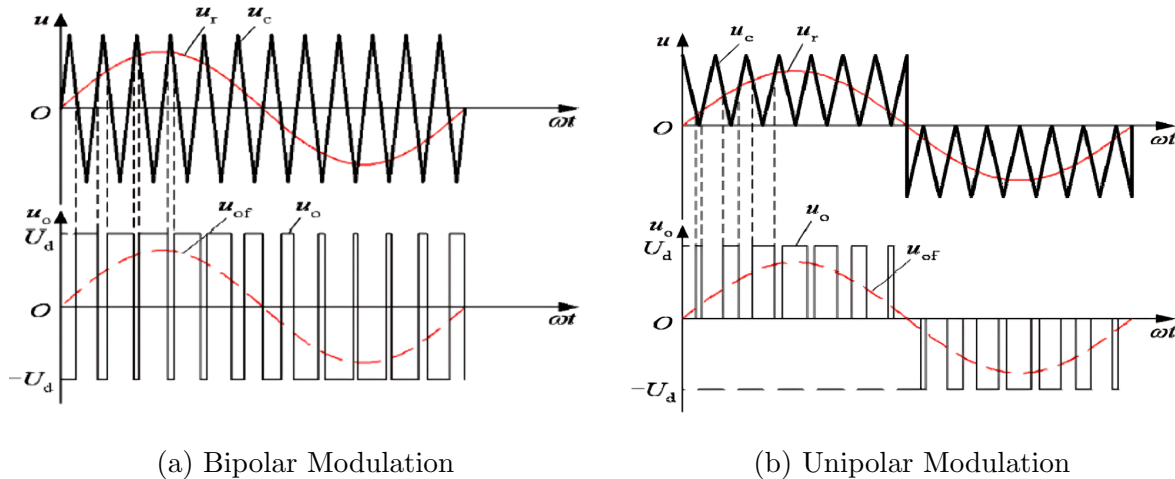 u
u_r
u_c
O
ωt
u_o
U_d
u_of
u_o
O
ωt
-U_d
(a) Bipolar Modulation
u
u_c
u_r
O
ωt
u_o
U_d
u_o
u_of
O
ωt
-U_d
(b) Unipolar Modulation